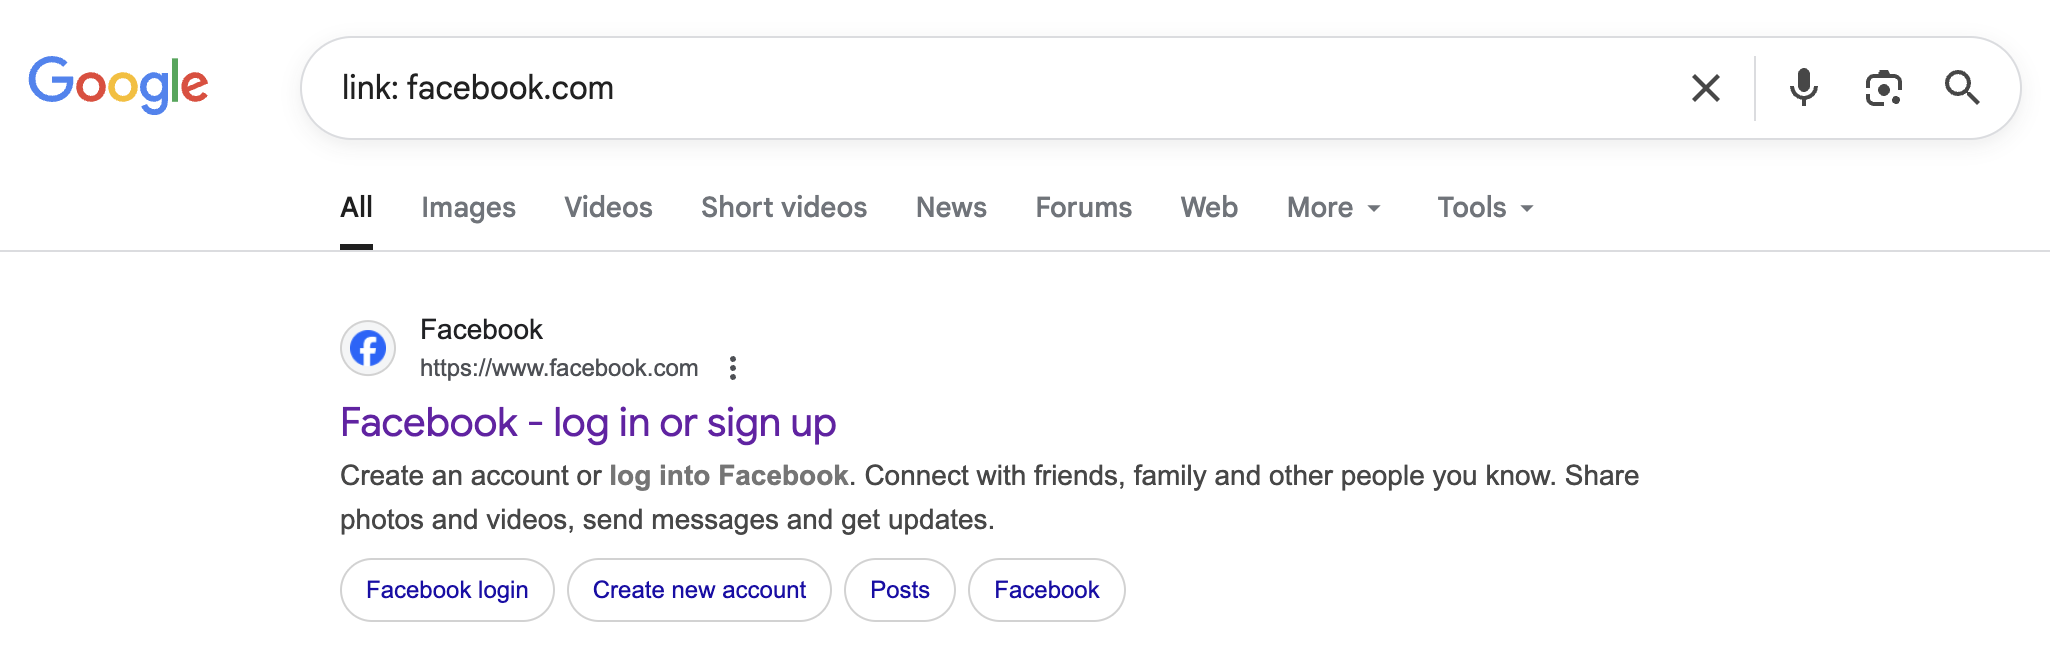 Google
link: facebook.com
All Images Videos Short videos News Forums Web More Tools
Facebook
https://www.facebook.com
Facebook - log in or sign up
Create an account or log into Facebook. Connect with friends, family and other people you know. Share
photos and videos, send messages and get updates.
Facebook login Create new account Posts Facebook